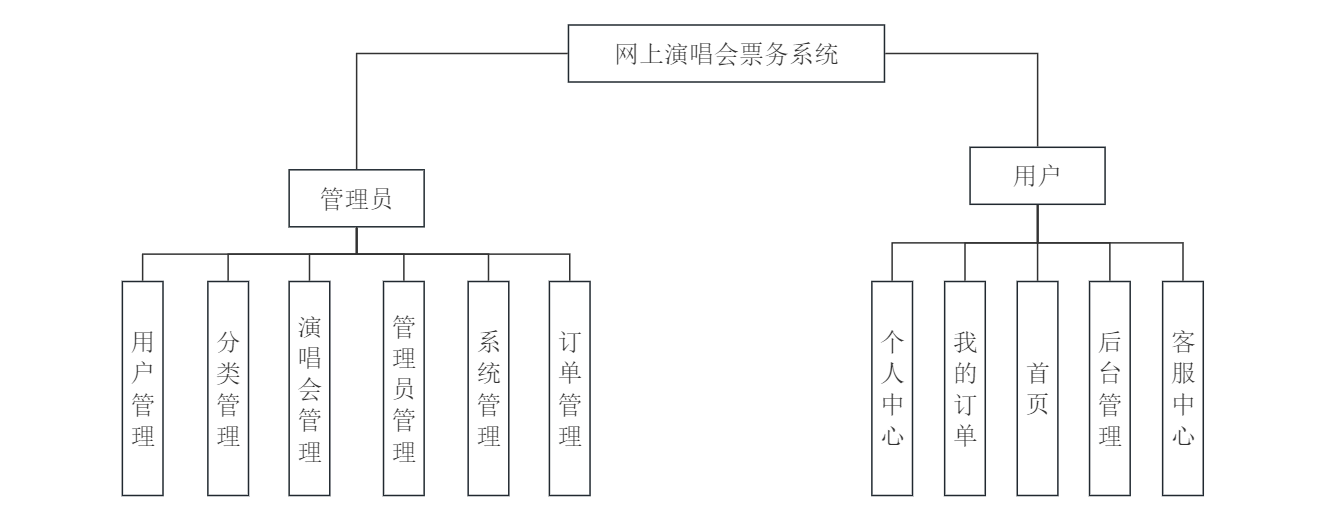 网上演唱会票务系统
用户
管理员
用户管理
分类管理
演唱会管理
管理员管理
系统管理
订单管理
个人中心
我的订单
首页
后台管理
客服中心